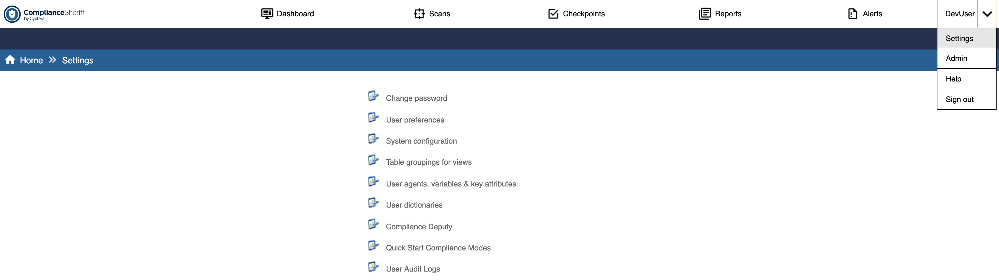 ComplianceSheriff
by Cyxtera
Dashboard
Scans
Checkpoints
Reports
Alerts
DevUser
Settings
Admin
Help
Sign out
Home
Settings
Change password
User preferences
System configuration
Table groupings for views
User agents, variables & key attributes
User dictionaries
Compliance Deputy
Quick Start Compliance Modes
User Audit Logs